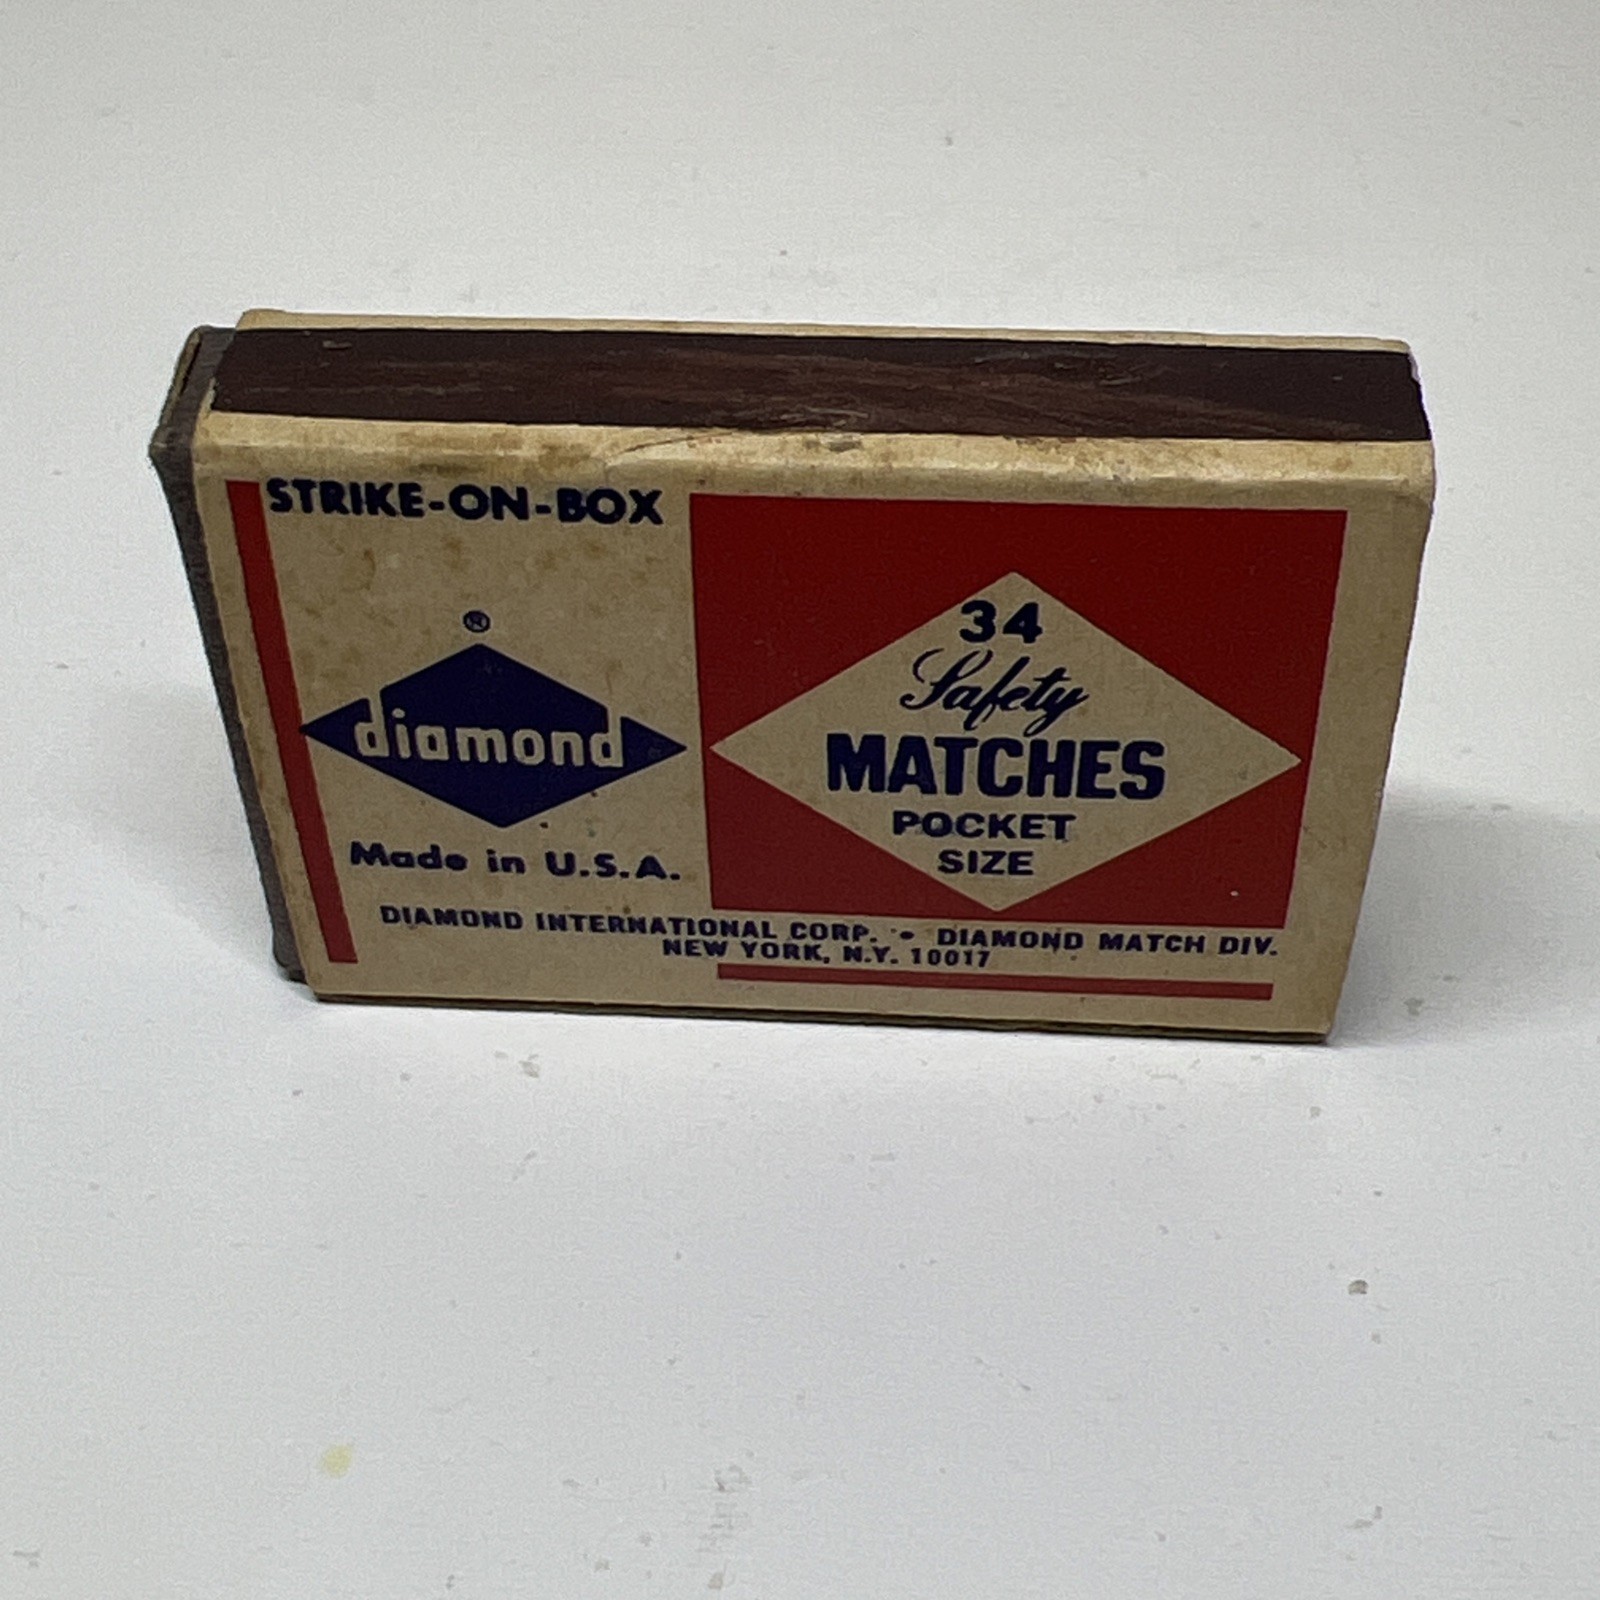 STRIKE-ON-BOX
®
diamond
Made in U.S.A.
34
Safety
MATCHES
POCKET
SIZE
DIAMOND INTERNATIONAL CORP. • DIAMOND MATCH DIV.
NEW YORK, N.Y. 10017